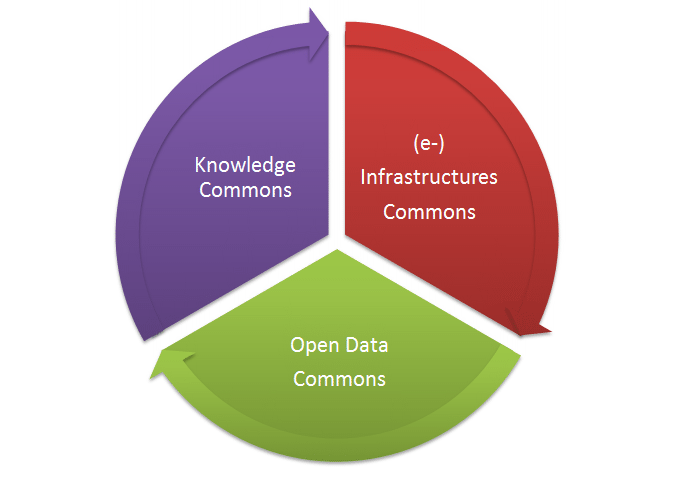 Knowledge
Commons
(e-)
Infrastructures
Commons
Open Data
Commons